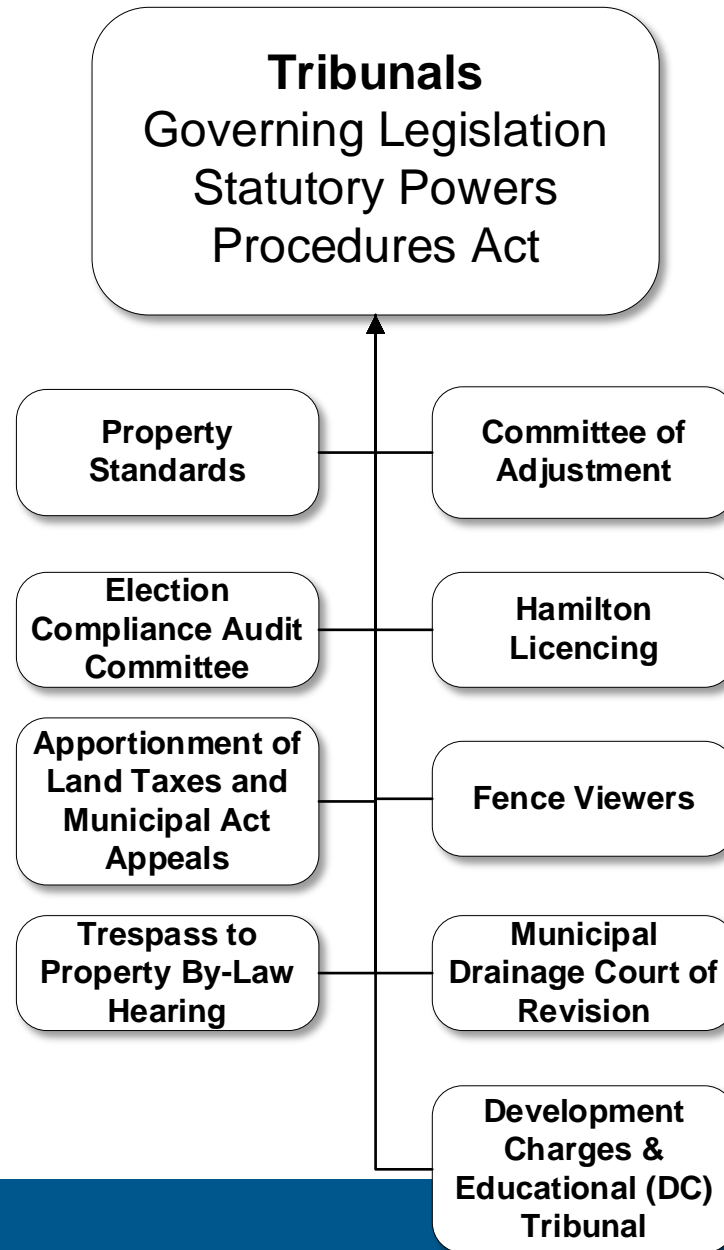 Tribunals
Governing Legislation
Statutory Powers
Procedures Act
Property
Standards
Committee of
Adjustment
Election
Compliance Audit
Committee
Hamilton
Licencing
Apportionment of
Land Taxes and
Municipal Act
Appeals
Fence Viewers
Trespass to
Property By-Law
Hearing
Municipal
Drainage Court of
Revision
Development
Charges &
Educational (DC)
Tribunal